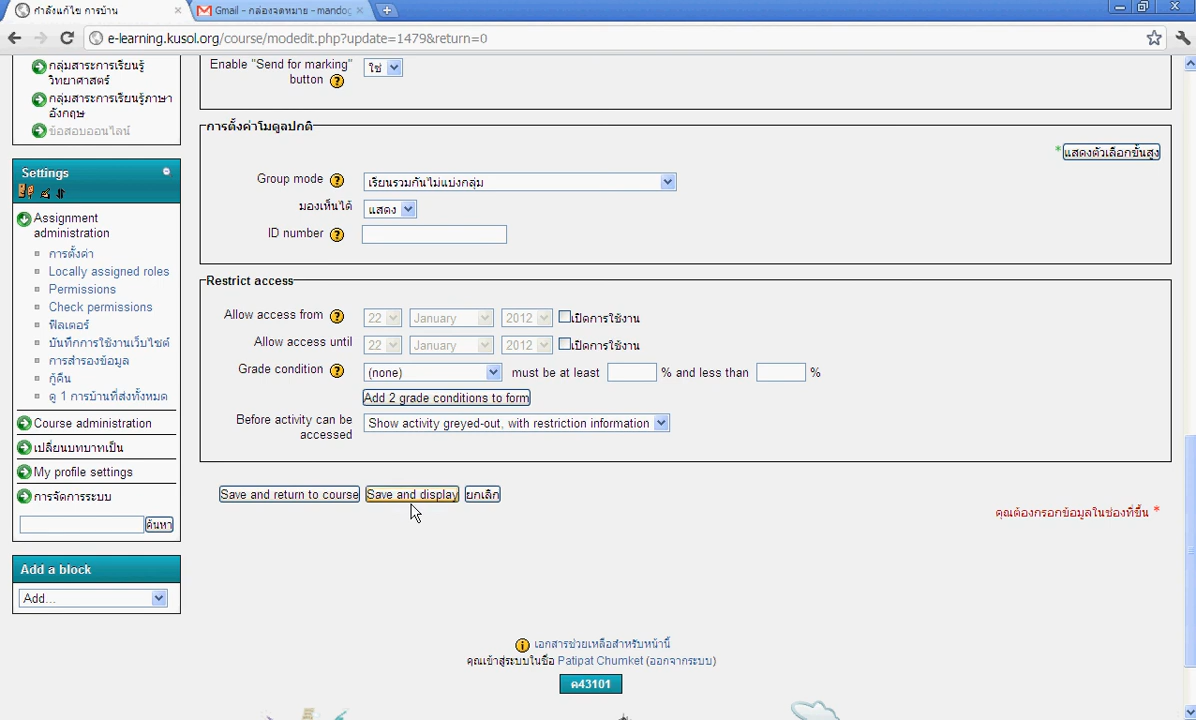 กำลังแก้ไข การบ้าน
Gmail - กล่องจดหมาย - mandog
e-learning.kusol.org/course/modedit.php?update=1479&return=0
กลุ่มสาระการเรียนรู้
วิทยาศาสตร์
กลุ่มสาระการเรียนรู้ภาษา
อังกฤษ
ข้อสอบออนไลน์
Settings
Assignment
administration
การตั้งค่า
Locally assigned roles
Permissions
Check permissions
ฟิลเตอร์
บันทึกการใช้งานเว็บไซต์
การสำรองข้อมูล
กู้คืน
ดู 1 การบ้านที่ส่งทั้งหมด
Course administration
เปลี่ยนบทบาทเป็น
My profile settings
การจัดการระบบ
ค้นหา
Add a block
Add...
Enable "Send for marking"
button
ใช่
การตั้งค่าโมดูลปกติ
* แสดงตัวเลือกขั้นสูง
Group mode
เรียนรวมกันไม่แบ่งกลุ่ม
มองเห็นได้
แสดง
ID number
Restrict access
Allow access from
22 January 2012 เปิดการใช้งาน
Allow access until
22 January 2012 เปิดการใช้งาน
Grade condition
(none) must be at least % and less than %
Add 2 grade conditions to form
Before activity can be
accessed
Show activity greyed-out, with restriction information
Save and return to course Save and display ยกเลิก
คุณต้องกรอกข้อมูลในช่องที่ขึ้น *
เอกสารช่วยเหลือสำหรับหน้านี้
คุณเข้าสู่ระบบในชื่อ Patipat Chumket (ออกจากระบบ)
ค43101